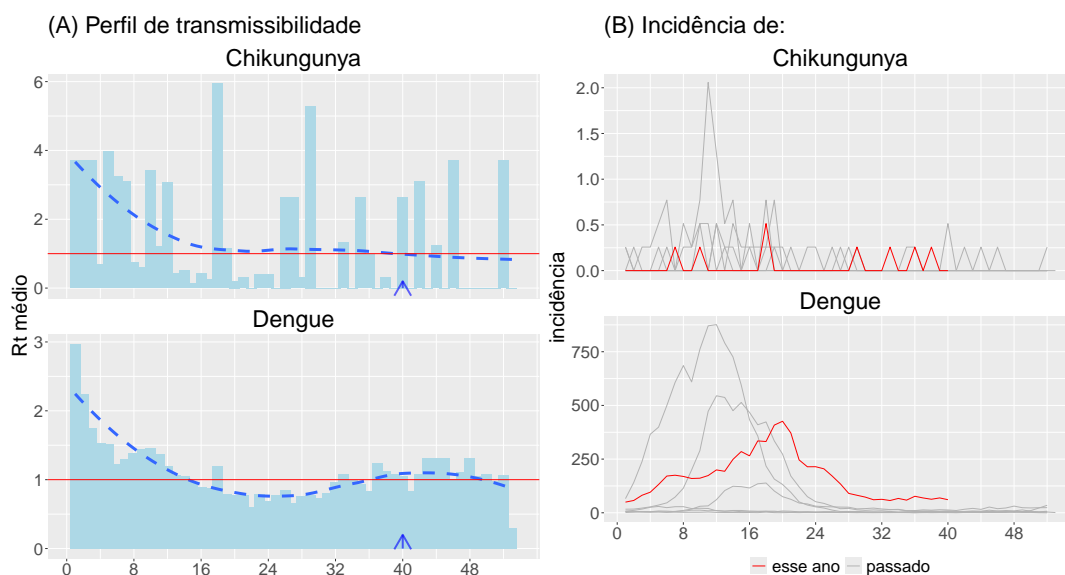 (A) Perfil de transmissibilidade
Chikungunya
6
4
2
0
Dengue
3
2
1
0
0 8 16 24 32 40 48
Rt médio
(B) Incidência de:
Chikungunya
2.0
1.5
1.0
0.5
0.0
Dengue
750
500
250
0
0 8 16 24 32 40 48
incidência
esse ano passado